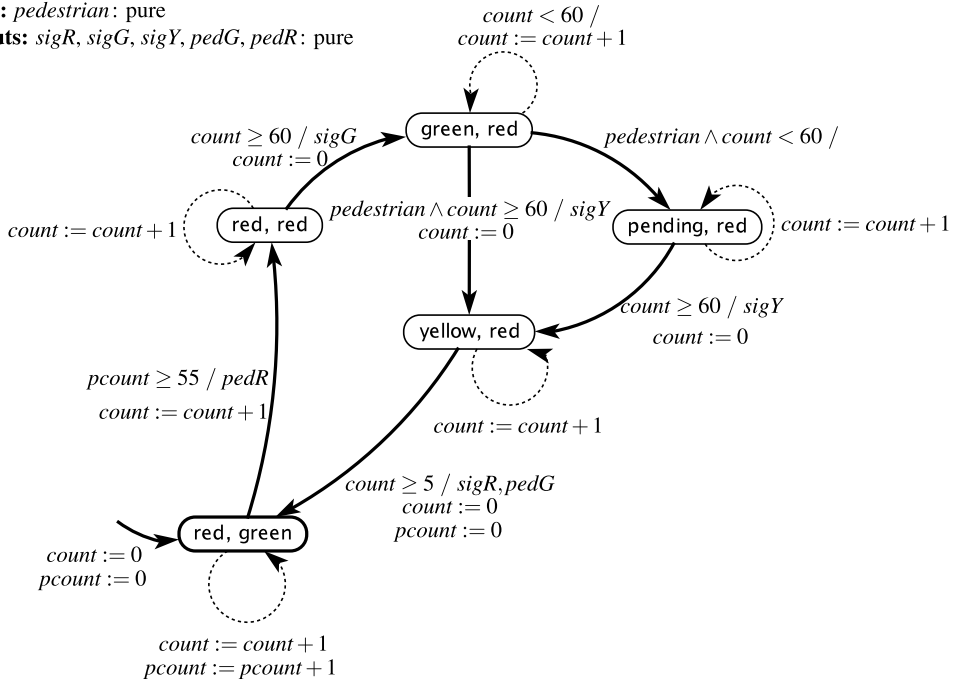 : pedestrian: pure
uts: sigR, sigG, sigY, pedG, pedR: pure
count < 60 /
count := count + 1
green, red
count ≥ 60 / sigG
count := 0
pedestrian ∧ count < 60 /
red, red
count := count + 1
pedestrian ∧ count ≥ 60 / sigY
count := 0
pending, red
count := count + 1
count ≥ 60 / sigY
count := 0
yellow, red
count := count + 1
pcount ≥ 55 / pedR
count := count + 1
count ≥ 5 / sigR, pedG
count := 0
pcount := 0
red, green
count := 0
pcount := 0
count := count + 1
pcount := pcount + 1